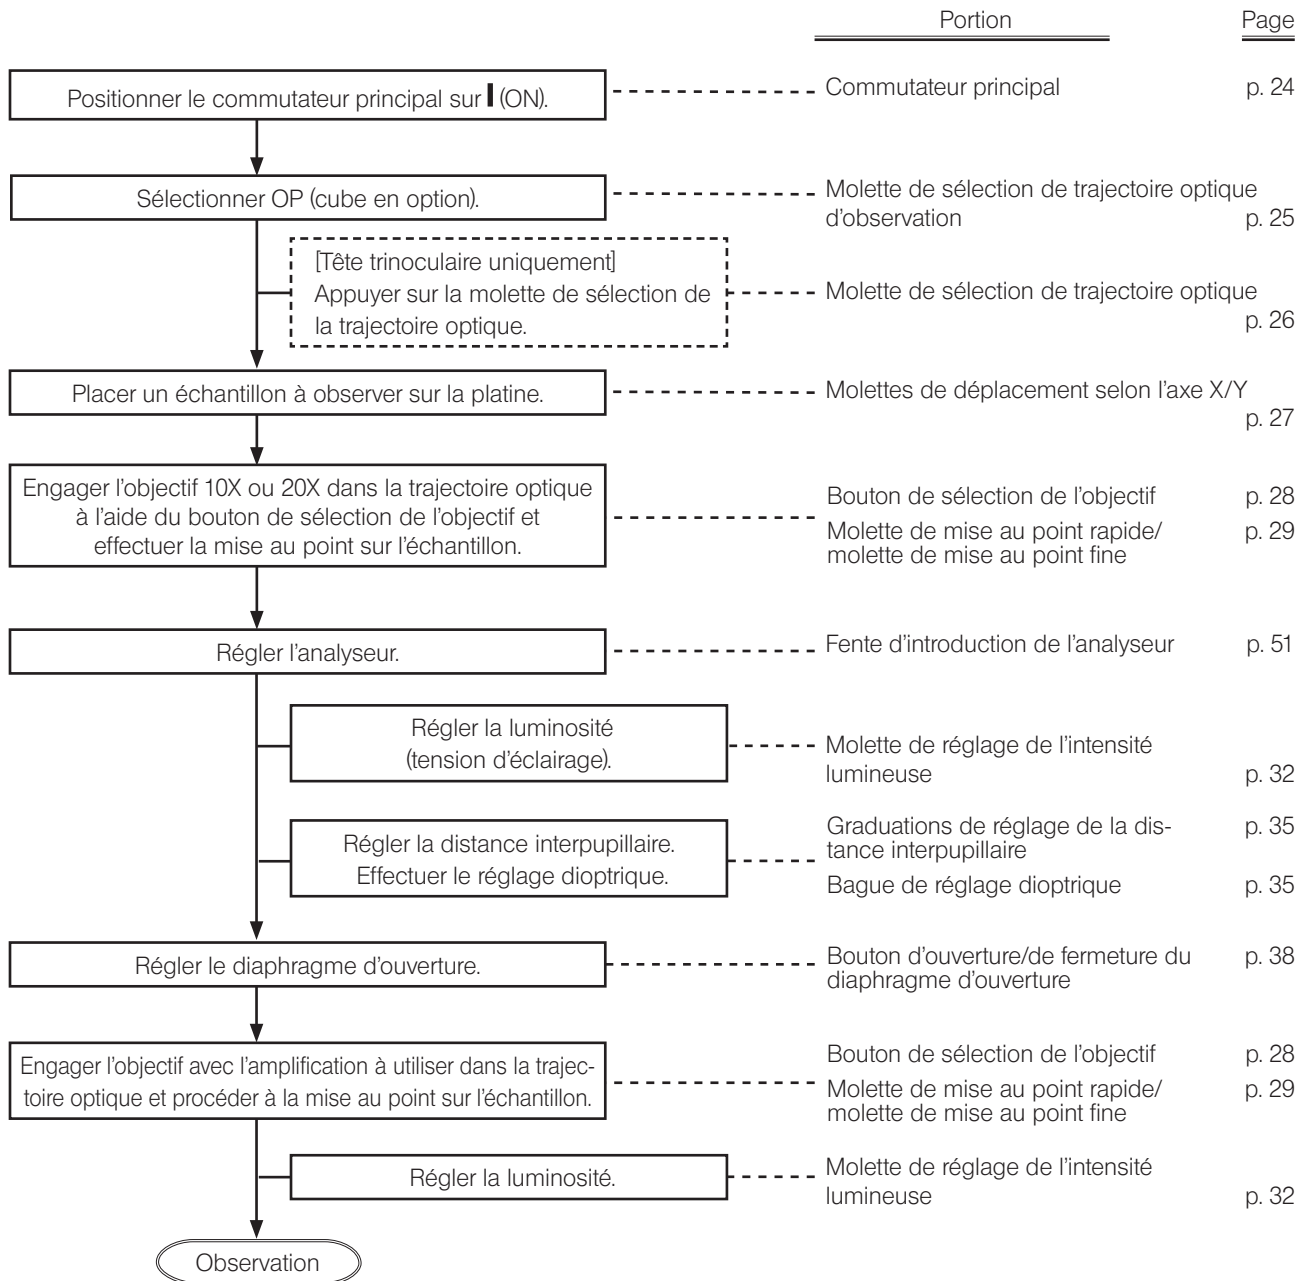 Portion Page
Positionner le commutateur principal sur I (ON).
Commutateur principal p. 24
Sélectionner OP (cube en option).
Molette de sélection de trajectoire optique
d'observation p. 25
[Tête trinoculaire uniquement]
Appuyer sur la molette de sélection de
la trajectoire optique.
Molette de sélection de trajectoire optique
p. 26
Placer un échantillon à observer sur la platine.
Molettes de déplacement selon l'axe X/Y
p. 27
Engager l'objectif 10X ou 20X dans la trajectoire optique
à l'aide du bouton de sélection de l'objectif et
effectuer la mise au point sur l'échantillon.
Bouton de sélection de l'objectif p. 28
Molette de mise au point rapide/ p. 29
molette de mise au point fine
Régler l'analyseur.
Fente d'introduction de l'analyseur p. 51
Régler la luminosité
(tension d'éclairage).
Molette de réglage de l'intensité
lumineuse p. 32
Régler la distance interpupillaire.
Effectuer le réglage dioptrique.
Graduations de réglage de la dis- p. 35
tance interpupillaire
Bague de réglage dioptrique p. 35
Régler le diaphragme d'ouverture.
Bouton d'ouverture/de fermeture du p. 38
diaphragme d'ouverture
Engager l'objectif avec l'amplification à utiliser dans la trajec-
toire optique et procéder à la mise au point sur l'échantillon.
Bouton de sélection de l'objectif p. 28
Molette de mise au point rapide/ p. 29
molette de mise au point fine
Régler la luminosité.
Molette de réglage de l'intensité
lumineuse p. 32
Observation